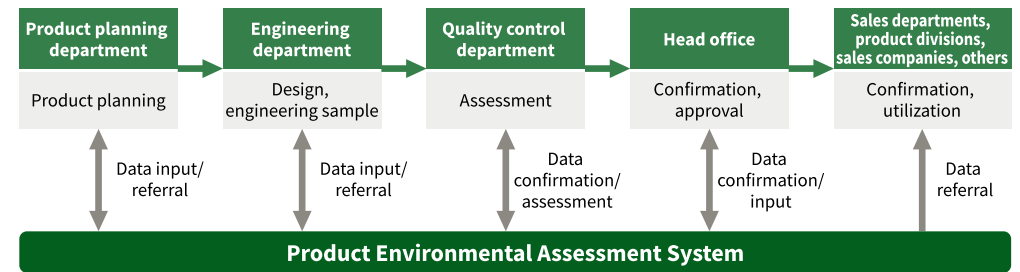 Product planning
department
Product planning
Engineering
department
Design,
engineering sample
Quality control
department
Assessment
Head office
Confirmation,
approval
Sales departments,
product divisions,
sales companies, others
Confirmation,
utilization
Data input/
referral
Data input/
referral
Data
confirmation/
assessment
Data
confirmation/
input
Data
referral
Product Environmental Assessment System